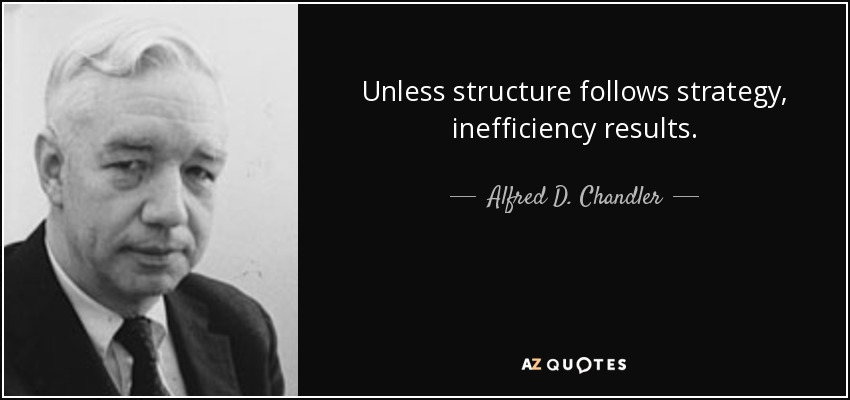 Unless structure follows strategy,
inefficiency results.
Alfred D. Chandler
AZ QUOTES